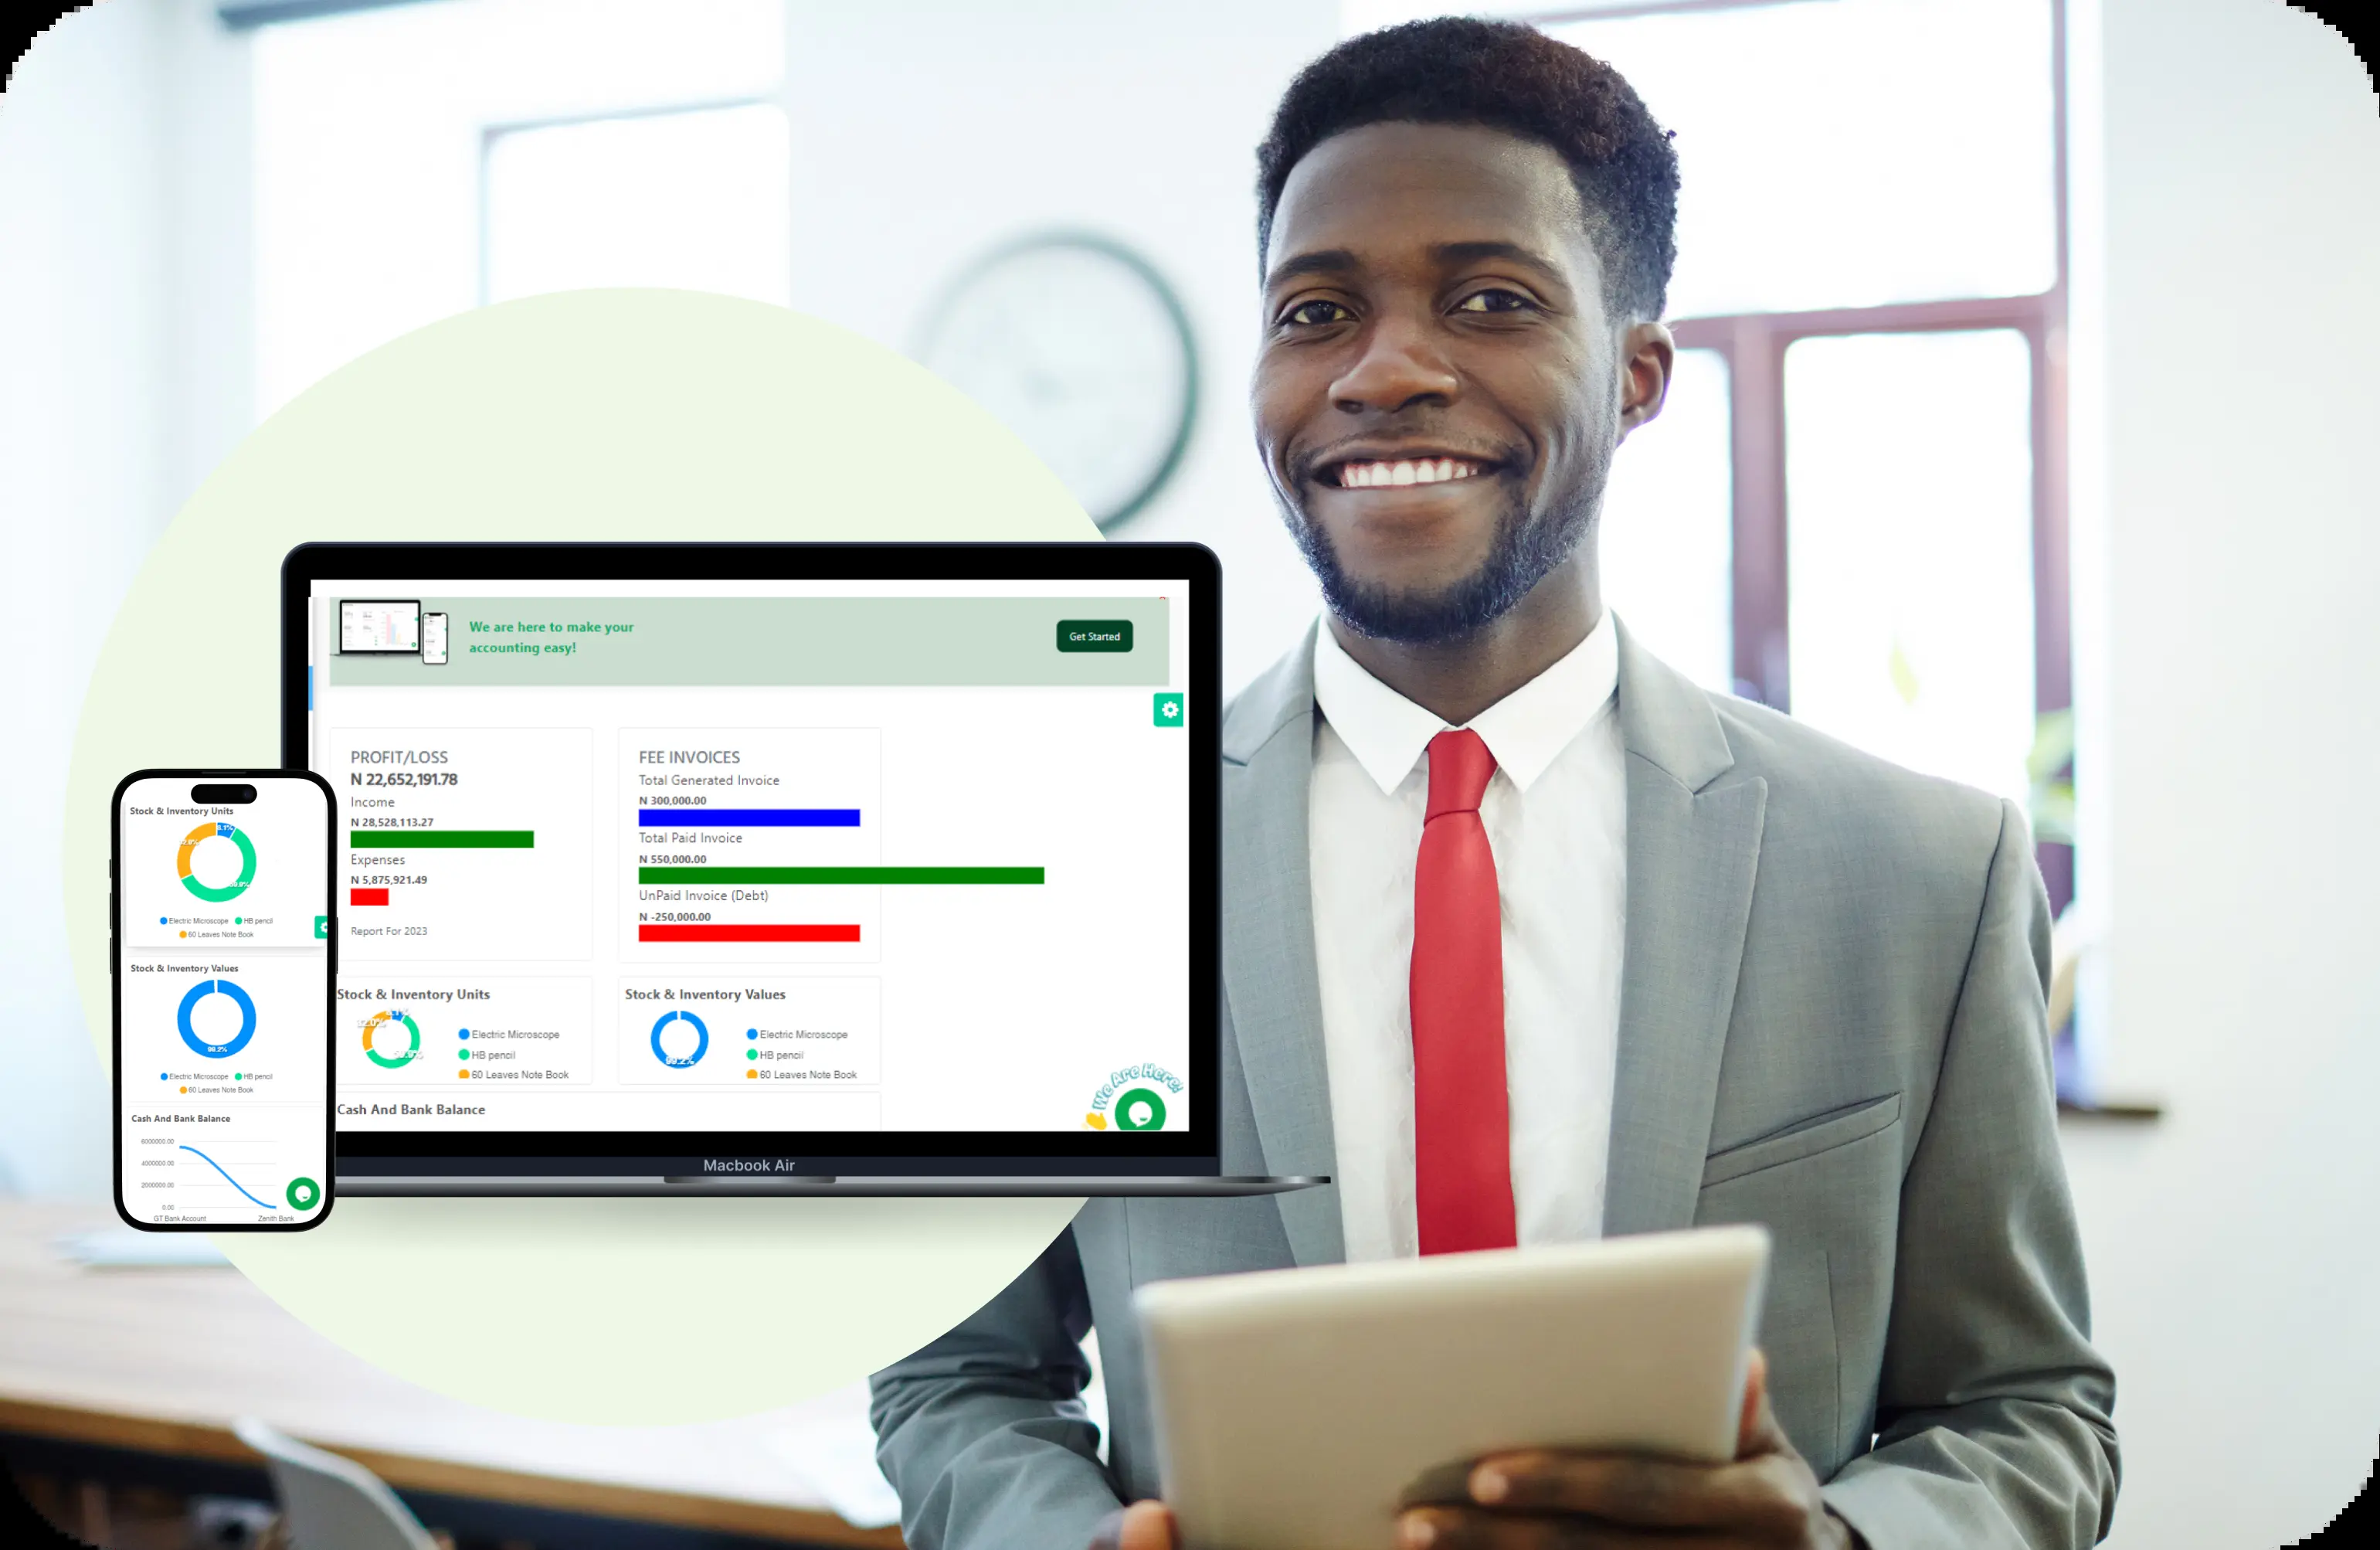 We are here to make your
accounting easy!
Get Started
PROFIT/LOSS
N 22,652,191.78
Income
N 28,528,113.27
Expenses
N 5,875,921.49
Report For 2023
FEE INVOICES
Total Generated Invoice
N 300,000.00
Total Paid Invoice
N 550,000.00
UnPaid Invoice (Debt)
N -250,000.00
Stock & Inventory Units
Electric Microscope
HB pencil
60 Leaves Note Book
Stock & Inventory Values
99.2%
Electric Microscope
HB pencil
60 Leaves Note Book
Cash And Bank Balance
We Are Here!
Macbook Air
Stock & Inventory Units
Electric Microscope HB pencil
60 Leaves Note Book
Stock & Inventory Values
99.2%
Electric Microscope HB pencil
60 Leaves Note Book
Cash And Bank Balance
6000000.00
4000000.00
2000000.00
0.00
GT Bank Account Zenith Bank